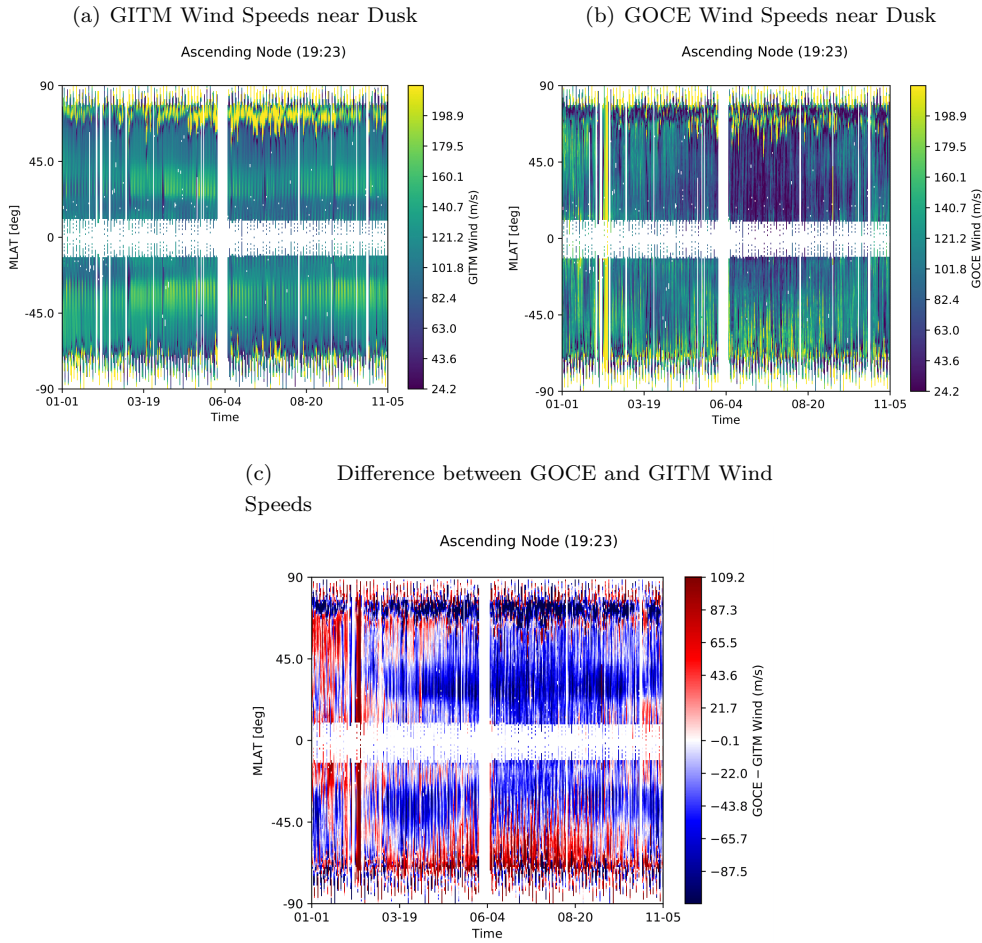 (a) GITM Wind Speeds near Dusk
Ascending Node (19:23)
90
45.0
0
-45.0
-90
MLAT [deg]
01-01 03-19 06-04 08-20 11-05
Time
198.9
179.5
160.1
140.7
121.2
101.8
82.4
63.0
43.6
24.2
GITM Wind (m/s)
(b) GOCE Wind Speeds near Dusk
Ascending Node (19:23)
90
45.0
0
-45.0
-90
MLAT [deg]
01-01 03-19 06-04 08-20 11-05
Time
198.9
179.5
160.1
140.7
121.2
101.8
82.4
63.0
43.6
24.2
GOCE Wind (m/s)
(c) Difference between GOCE and GITM Wind
Speeds
Ascending Node (19:23)
90
45.0
0
-45.0
-90
MLAT [deg]
01-01 03-19 06-04 08-20 11-05
Time
109.2
87.3
65.5
43.6
21.7
−0.1
−22.0
−43.8
−65.7
−87.5
GOCE − GITM Wind (m/s)